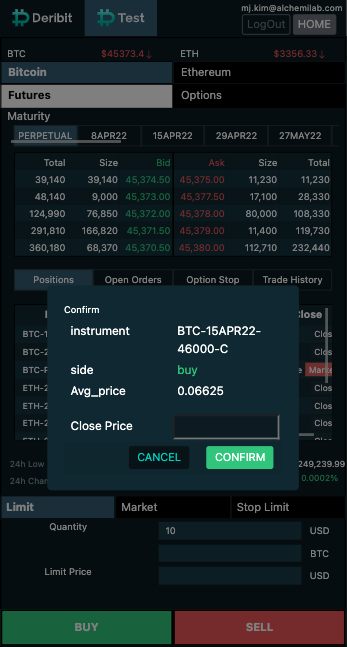 Deribit Test mj.kim@alchemilab.com
LogOut HOME
BTC $45373.4↓ ETH $3356.33↓
Bitcoin Ethereum
Futures Options
Maturity
PERPETUAL 8APR22 15APR22 29APR22 27MAY22
Total Size Bid Ask Size Total
39,140 39,140 45,374.50 45,375.00 11,230 11,230
48,140 9,000 45,373.00 45,377.50 17,100 28,330
124,990 76,850 45,372.00 45,378.00 80,000 108,330
291,810 166,820 45,371.50 45,379.00 11,400 119,730
360,180 68,370 45,370.50 45,380.00 112,710 232,440
Positions Open Orders Option Stop Trade History
Close
Confirm
BTC-1 Clos
instrument BTC-15APR22-
46000-C
BTC-1 Clos
BTC-P Marke
side buy
ETH-2 Clos
Avg_price 0.06625
ETH-2 Clos
ETH-2 Clos
Close Price
ETH-2 Clos
CANCEL CONFIRM
24h Low 249,239.99
24h Chan 0.0002%
Limit Market Stop Limit
Quantity 10 USD
BTC
Limit Price USD
BUY SELL